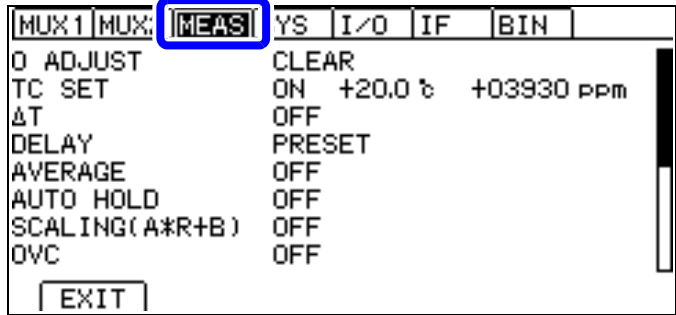 MUX1 MUX: MEAS YS I/O IF BIN
0 ADJUST CLEAR
TC SET ON +20.0 ℃ +03930 ppm
ΔT OFF
DELAY PRESET
AVERAGE OFF
AUTO HOLD OFF
SCALING(A*R+B) OFF
OVC OFF
EXIT